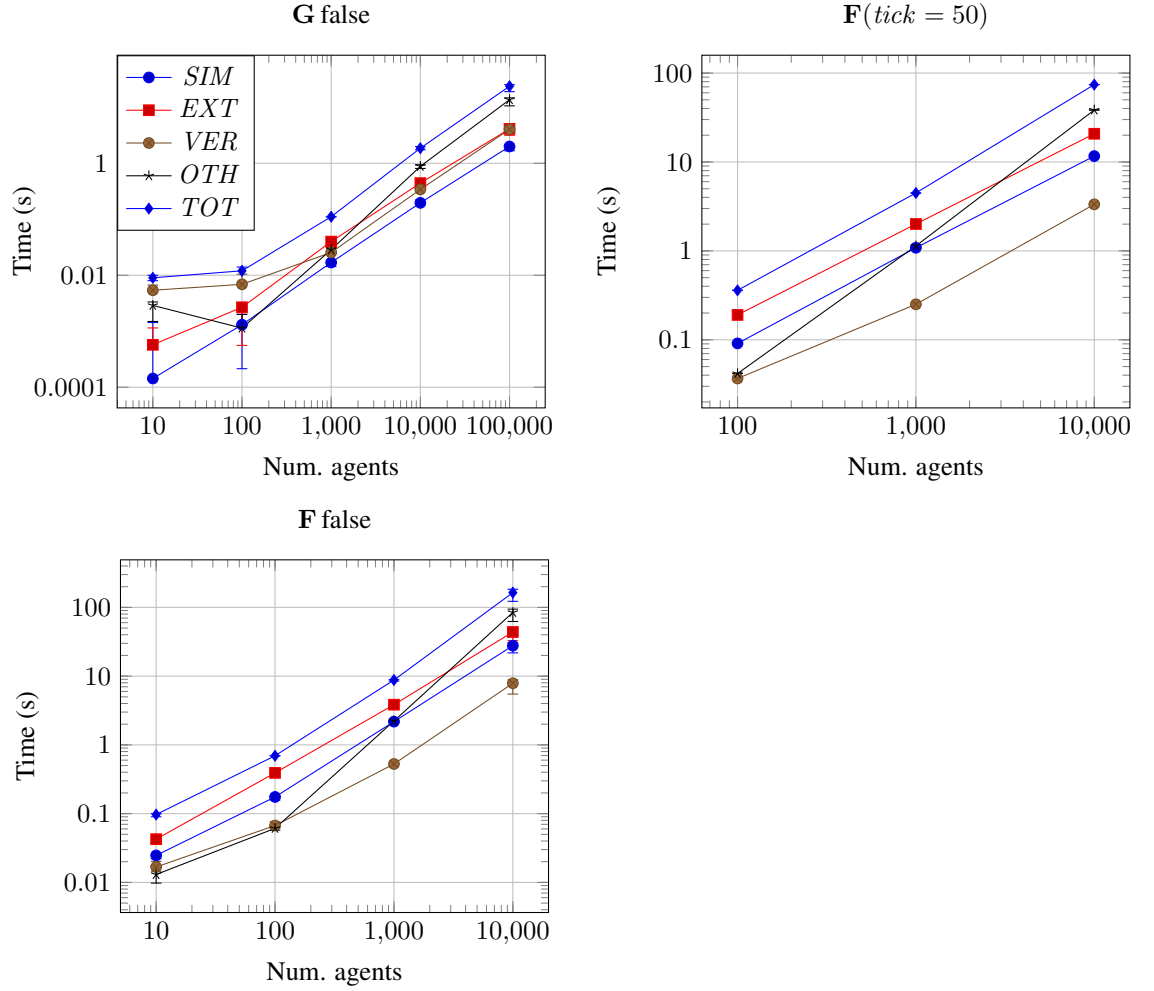 G false
SIM
EXT
VER
OTH
TOT
1
0.01
0.0001
Time (s)
10 100 1,000 10,000 100,000
Num. agents
F(tick = 50)
100
10
1
0.1
Time (s)
100 1,000 10,000
Num. agents
F false
100
10
1
0.1
0.01
Time (s)
10 100 1,000 10,000
Num. agents